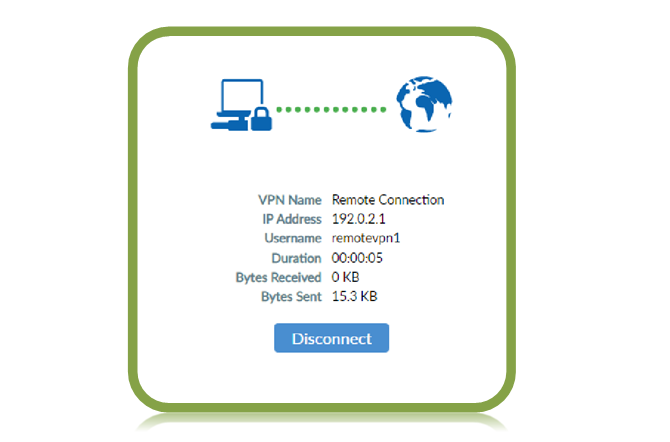 VPN Name Remote Connection
IP Address 192.0.2.1
Username remotevpn1
Duration 00:00:05
Bytes Received 0 KB
Bytes Sent 15.3 KB
Disconnect